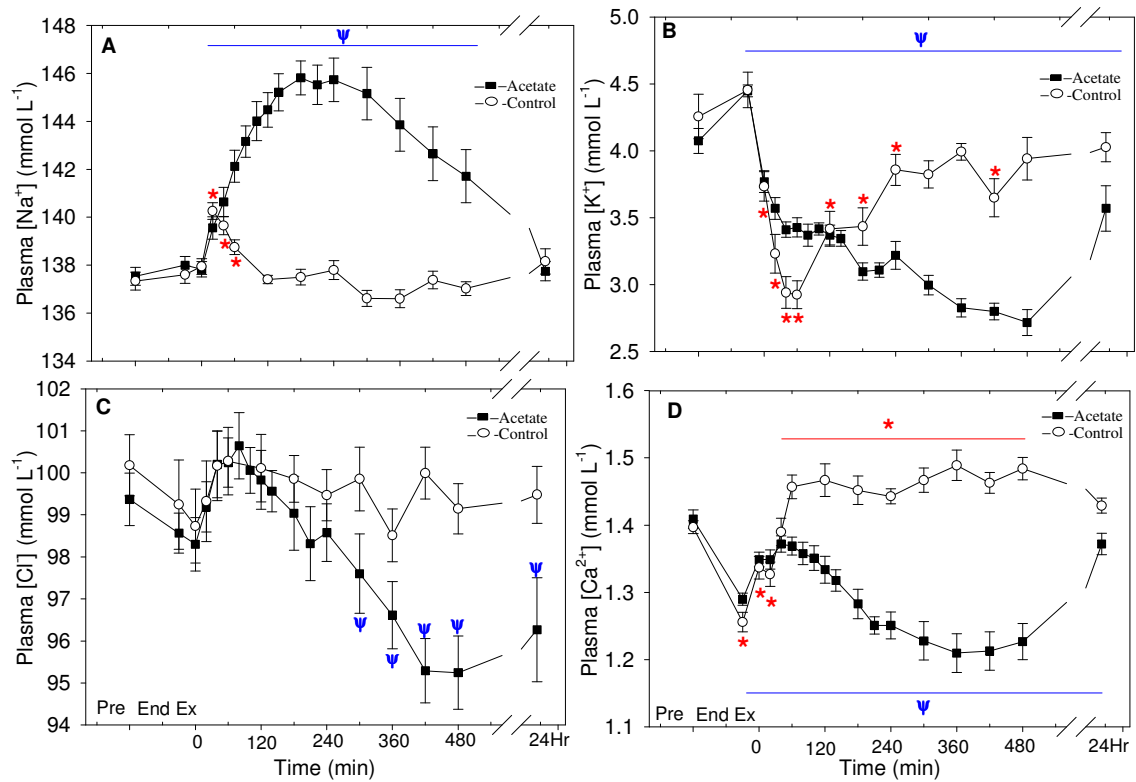 A
ψ
Plasma [Na⁺] (mmol L⁻¹)
148
146
144
142
140
138
136
134
-Acetate
-Control
*
*
*
B
ψ
Plasma [K⁺] (mmol L⁻¹)
5.0
4.5
4.0
3.5
3.0
2.5
-Acetate
-Control
*
*
*
*
*
*
*
**
C
Plasma [Cl⁻] (mmol L⁻¹)
102
101
100
99
98
97
96
95
94
-Acetate
-Control
ψ
ψ
ψ
ψ
ψ
Pre End Ex
0 120 240 360 480 24Hr
Time (min)
D
*
Plasma [Ca²⁺] (mmol L⁻¹)
1.6
1.5
1.4
1.3
1.2
1.1
-Acetate
-Control
*
*
*
ψ
Pre End Ex
0 120 240 360 480 24Hr
Time (min)